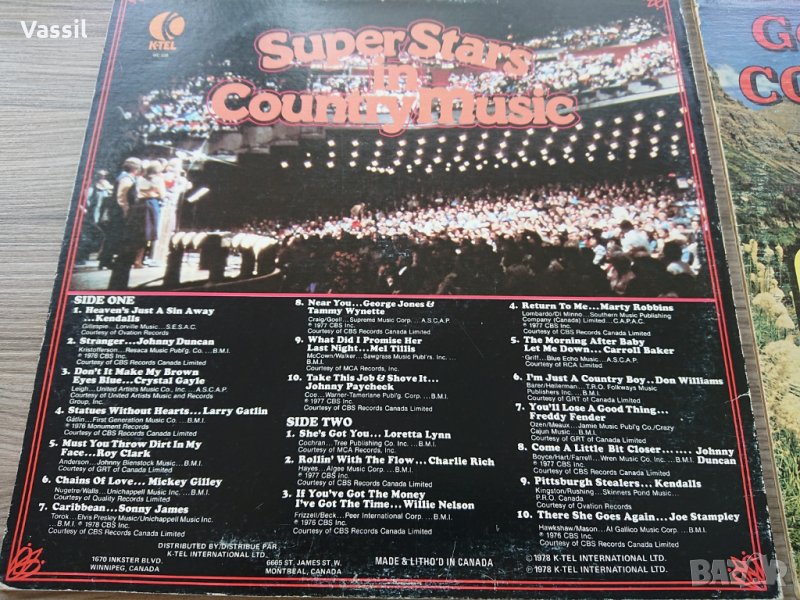 Vassil
K-TEL
Super Stars
in
Country Music
SIDE ONE
1. Heaven's Just A Sin Away
...Kendalls
Gillespie... Lorville Music... S.E.S.A.C.
Courtesy of Ovation Records
2. Stranger...Johnny Duncan
Kristofferson... Resaca Music Pub'g. Co... B.M.I.
℗ 1976 CBS Inc.
Courtesy of CBS Records Canada Limited
3. Don't It Make My Brown
Eyes Blue...Crystal Gayle
Leigh...United Artists Music Co., Inc...A.S.C.A.P.
Courtesy of United Artists Music and Records
Group, Inc.
4. Statues Without Hearts...Larry Gatlin
Gatlin...First Generation Music Co... B.M.I.
℗ 1976 Monument Records
Courtesy of CBS Records Canada Limited
5. Must You Throw Dirt In My
Face...Roy Clark
Anderson...Johnny Bienstock Music... B.M.I.
Courtesy of GRT of Canada Limited
6. Chains Of Love...Mickey Gilley
Nugetre/Walls...Unichappell Music Inc... B.M.I.
Courtesy of Quality Records Limited
7. Caribbean...Sonny James
Torok...Elvis Presley Music/Unichappell Music Inc.
...B.M.I. ℗ 1978 CBS Inc.
Courtesy of CBS Records Canada Limited
8. Near You...George Jones &
Tammy Wynette
Craig/Goell...Supreme Music Corp... A.S.C.A.P.
℗ 1977 CBS Inc.
Courtesy of CBS Records Canada Limited
9. What Did I Promise Her
Last Night...Mel Tillis
McCown/Walker...Sawgrass Music Publ'rs. Inc...
B.M.I.
Courtesy of MCA Records, Inc.
10. Take This Job & Shove It...
Johnny Paycheck
Coe...Warner-Tamerlane Publ'g. Corp... B.M.I.
℗ 1977 CBS Inc.
Courtesy of CBS Records Canada Limited
SIDE TWO
1. She's Got You...Loretta Lynn
Cochran...Tree Publishing Co. Inc. ... B.M.I.
Courtesy of MCA Records, Inc.
2. Rollin' With The Flow...Charlie Rich
Hayes...Algee Music Corp... B.M.I.
℗ 1977 CBS Inc.
Courtesy of CBS Records Canada Limited
3. If You've Got The Money
I've Got The Time...Willie Nelson
Frizzell/Beck...Peer International Corp... B.M.I.
℗ 1976 CBS Inc.
Courtesy of CBS Records Canada Limited
4. Return To Me...Marty Robbins
Lombardo/Di Minno...Southern Music Publishing
Company (Canada) Limited... C.A.P.A.C.
℗ 1977 CBS Inc.
Courtesy of CBS Records Canada Limited
5. The Morning After Baby
Let Me Down...Carroll Baker
Griff...Blue Echo Music...A.S.C.A.P.
Courtesy of RCA Limited
6. I'm Just A Country Boy..Don Williams
Barer/Hellerman...T.R.O. Folkways Music
Publishers Inc... B.M.I.
Courtesy of GRT of Canada Limited
7. You'll Lose A Good Thing...
Freddy Fender
Ozen/Meaux...Jamie Music Pub'g Co./Crazy
Cajun Music... B.M.I.
Courtesy of GRT of Canada Limited
8. Come A Little Bit Closer...... Johnny
Duncan
Boyce/Hart/Farrell... Wren Music Co. Inc... B.M.I.
℗ 1977 CBS Inc.
Courtesy of CBS Records Canada Limited
9. Pittsburgh Stealers...Kendalls
Kingston/Rushing...Skinners Pond Music...
P.R.O. Canada
Courtesy of Ovation Records
10. There She Goes Again...Joe Stampley
Hawkshaw/Mason...Al Gallico Music Corp... B.M.I.
℗ 1978 CBS Inc.
Courtesy of CBS Records Canada Limited
DISTRIBUTED BY/DISTRIBUE PAR
K-TEL INTERNATIONAL LTD.
1670 INKSTER BLVD.
WINNIPEG, CANADA
6665 ST. JAMES ST. W.
MONTREAL, CANADA
MADE & LITHO'D IN CANADA
© 1978 K-TEL INTERNATIONAL LTD.
℗ 1978 K-TEL INTERNATIONAL LTD.
BAZAR